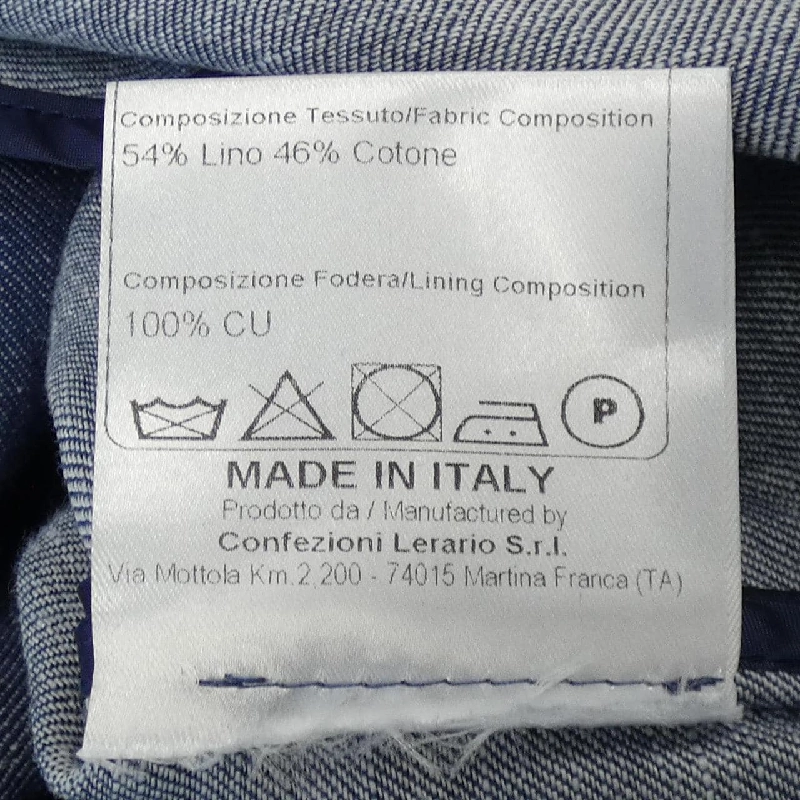 Composizione Tessuto/Fabric Composition
54% Lino 46% Cotone
Composizione Fodera/Lining Composition
100% CU
P
MADE IN ITALY
Prodotto da / Manufactured by
Confezioni Lerario S.r.l.
Via Mottola Km.2,200 - 74015 Martina Franca (TA)